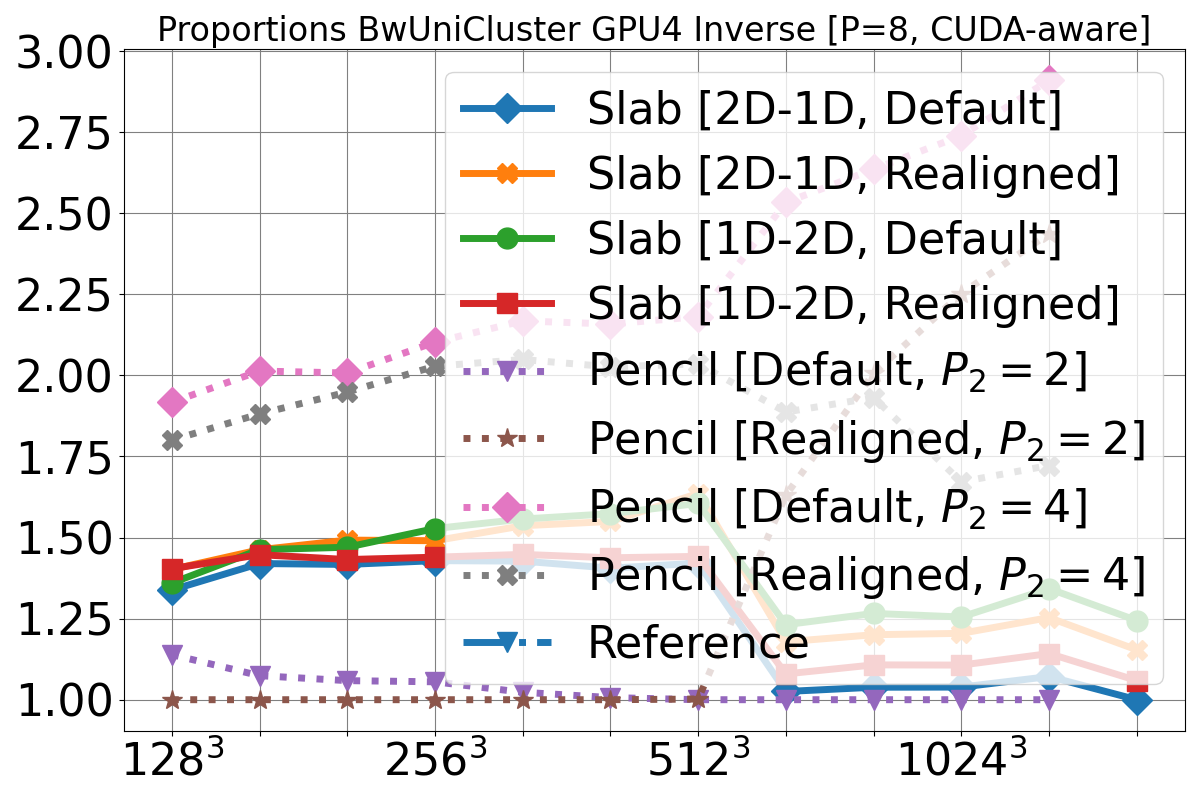 Proportions BwUniCluster GPU4 Inverse [P=8, CUDA-aware]
3.00
2.75
2.50
2.25
2.00
1.75
1.50
1.25
1.00
Slab [2D-1D, Default]
Slab [2D-1D, Realigned]
Slab [1D-2D, Default]
Slab [1D-2D, Realigned]
Pencil [Default, P₂ = 2]
Pencil [Realigned, P₂ = 2]
Pencil [Default, P₂ = 4]
Pencil [Realigned, P₂ = 4]
Reference
128³ 256³ 512³ 1024³